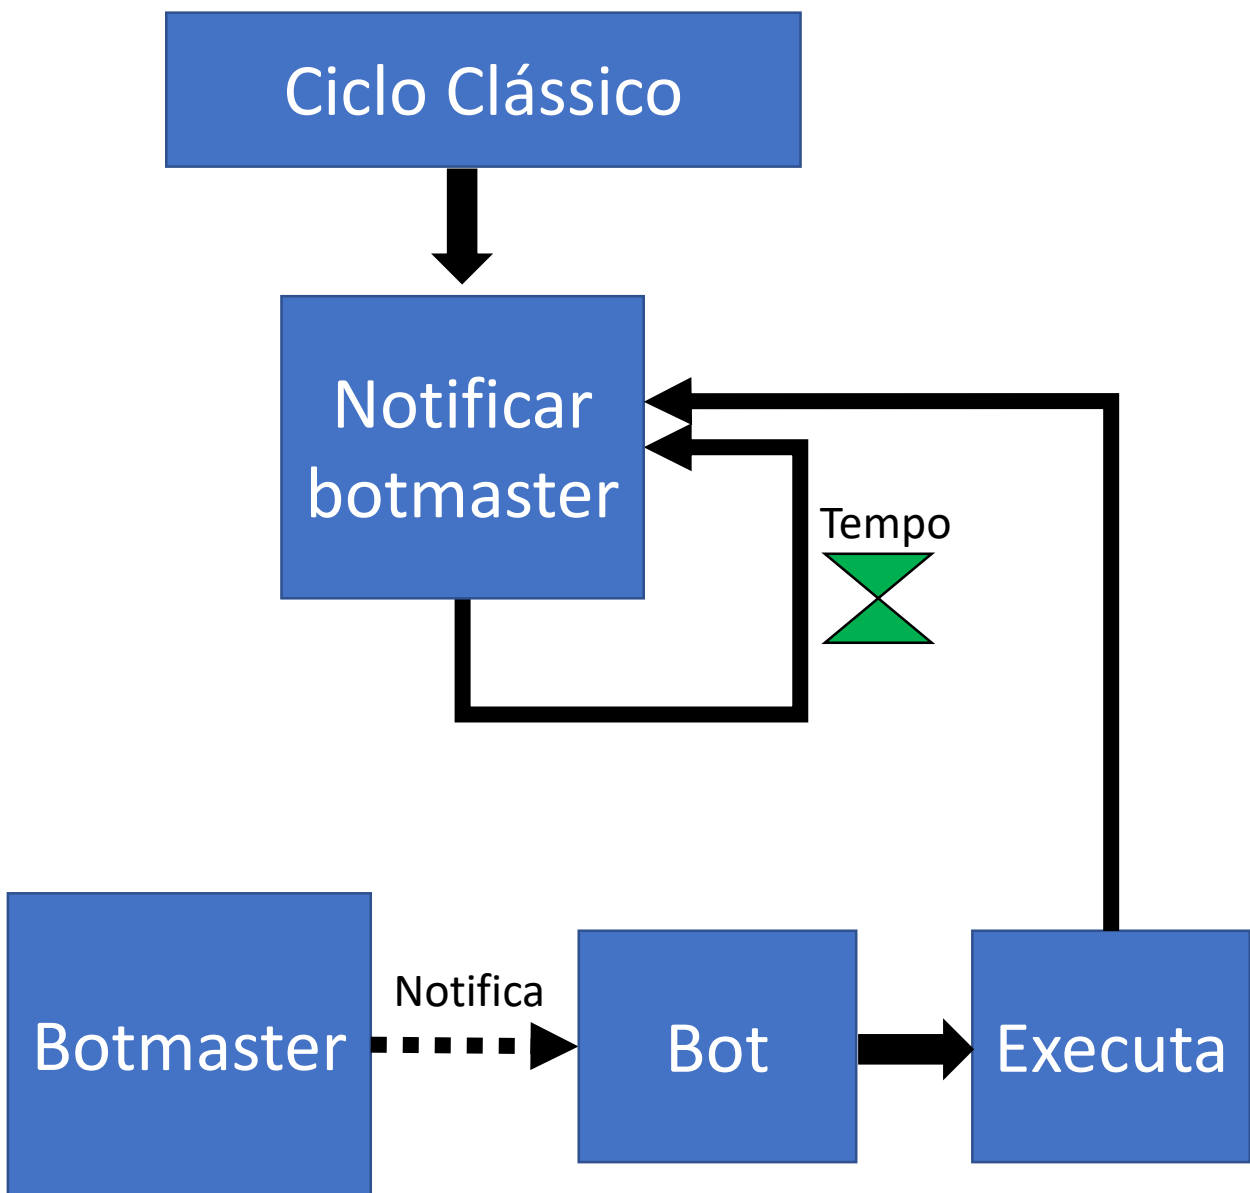 Ciclo Clássico
Notificar
botmaster
Tempo
Notifica
Botmaster
Bot
Executa